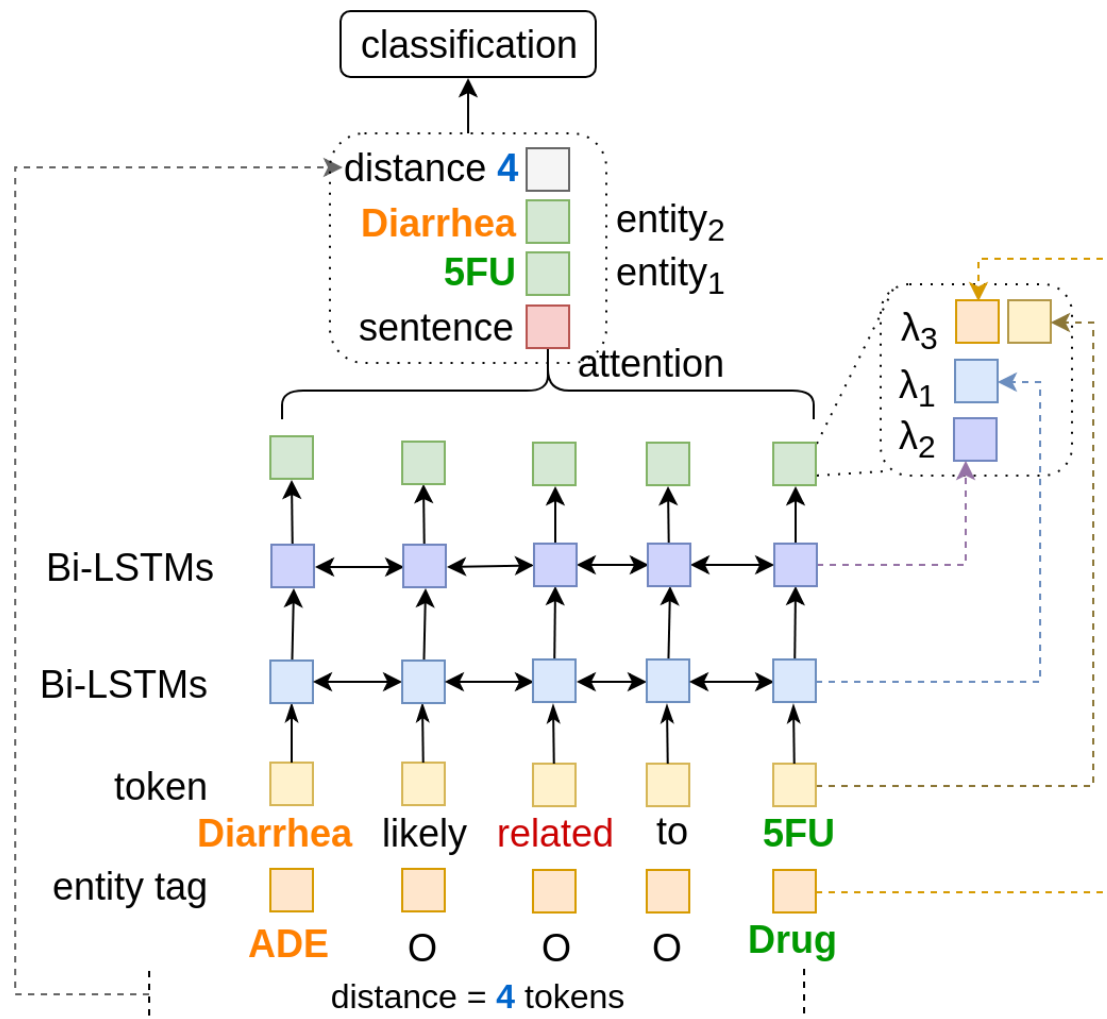 classification
distance 4
Diarrhea entity2
5FU entity1
sentence
attention
λ3
λ1
λ2
Bi-LSTMs
Bi-LSTMs
token
Diarrhea likely related to 5FU
entity tag
ADE O O O Drug
distance = 4 tokens